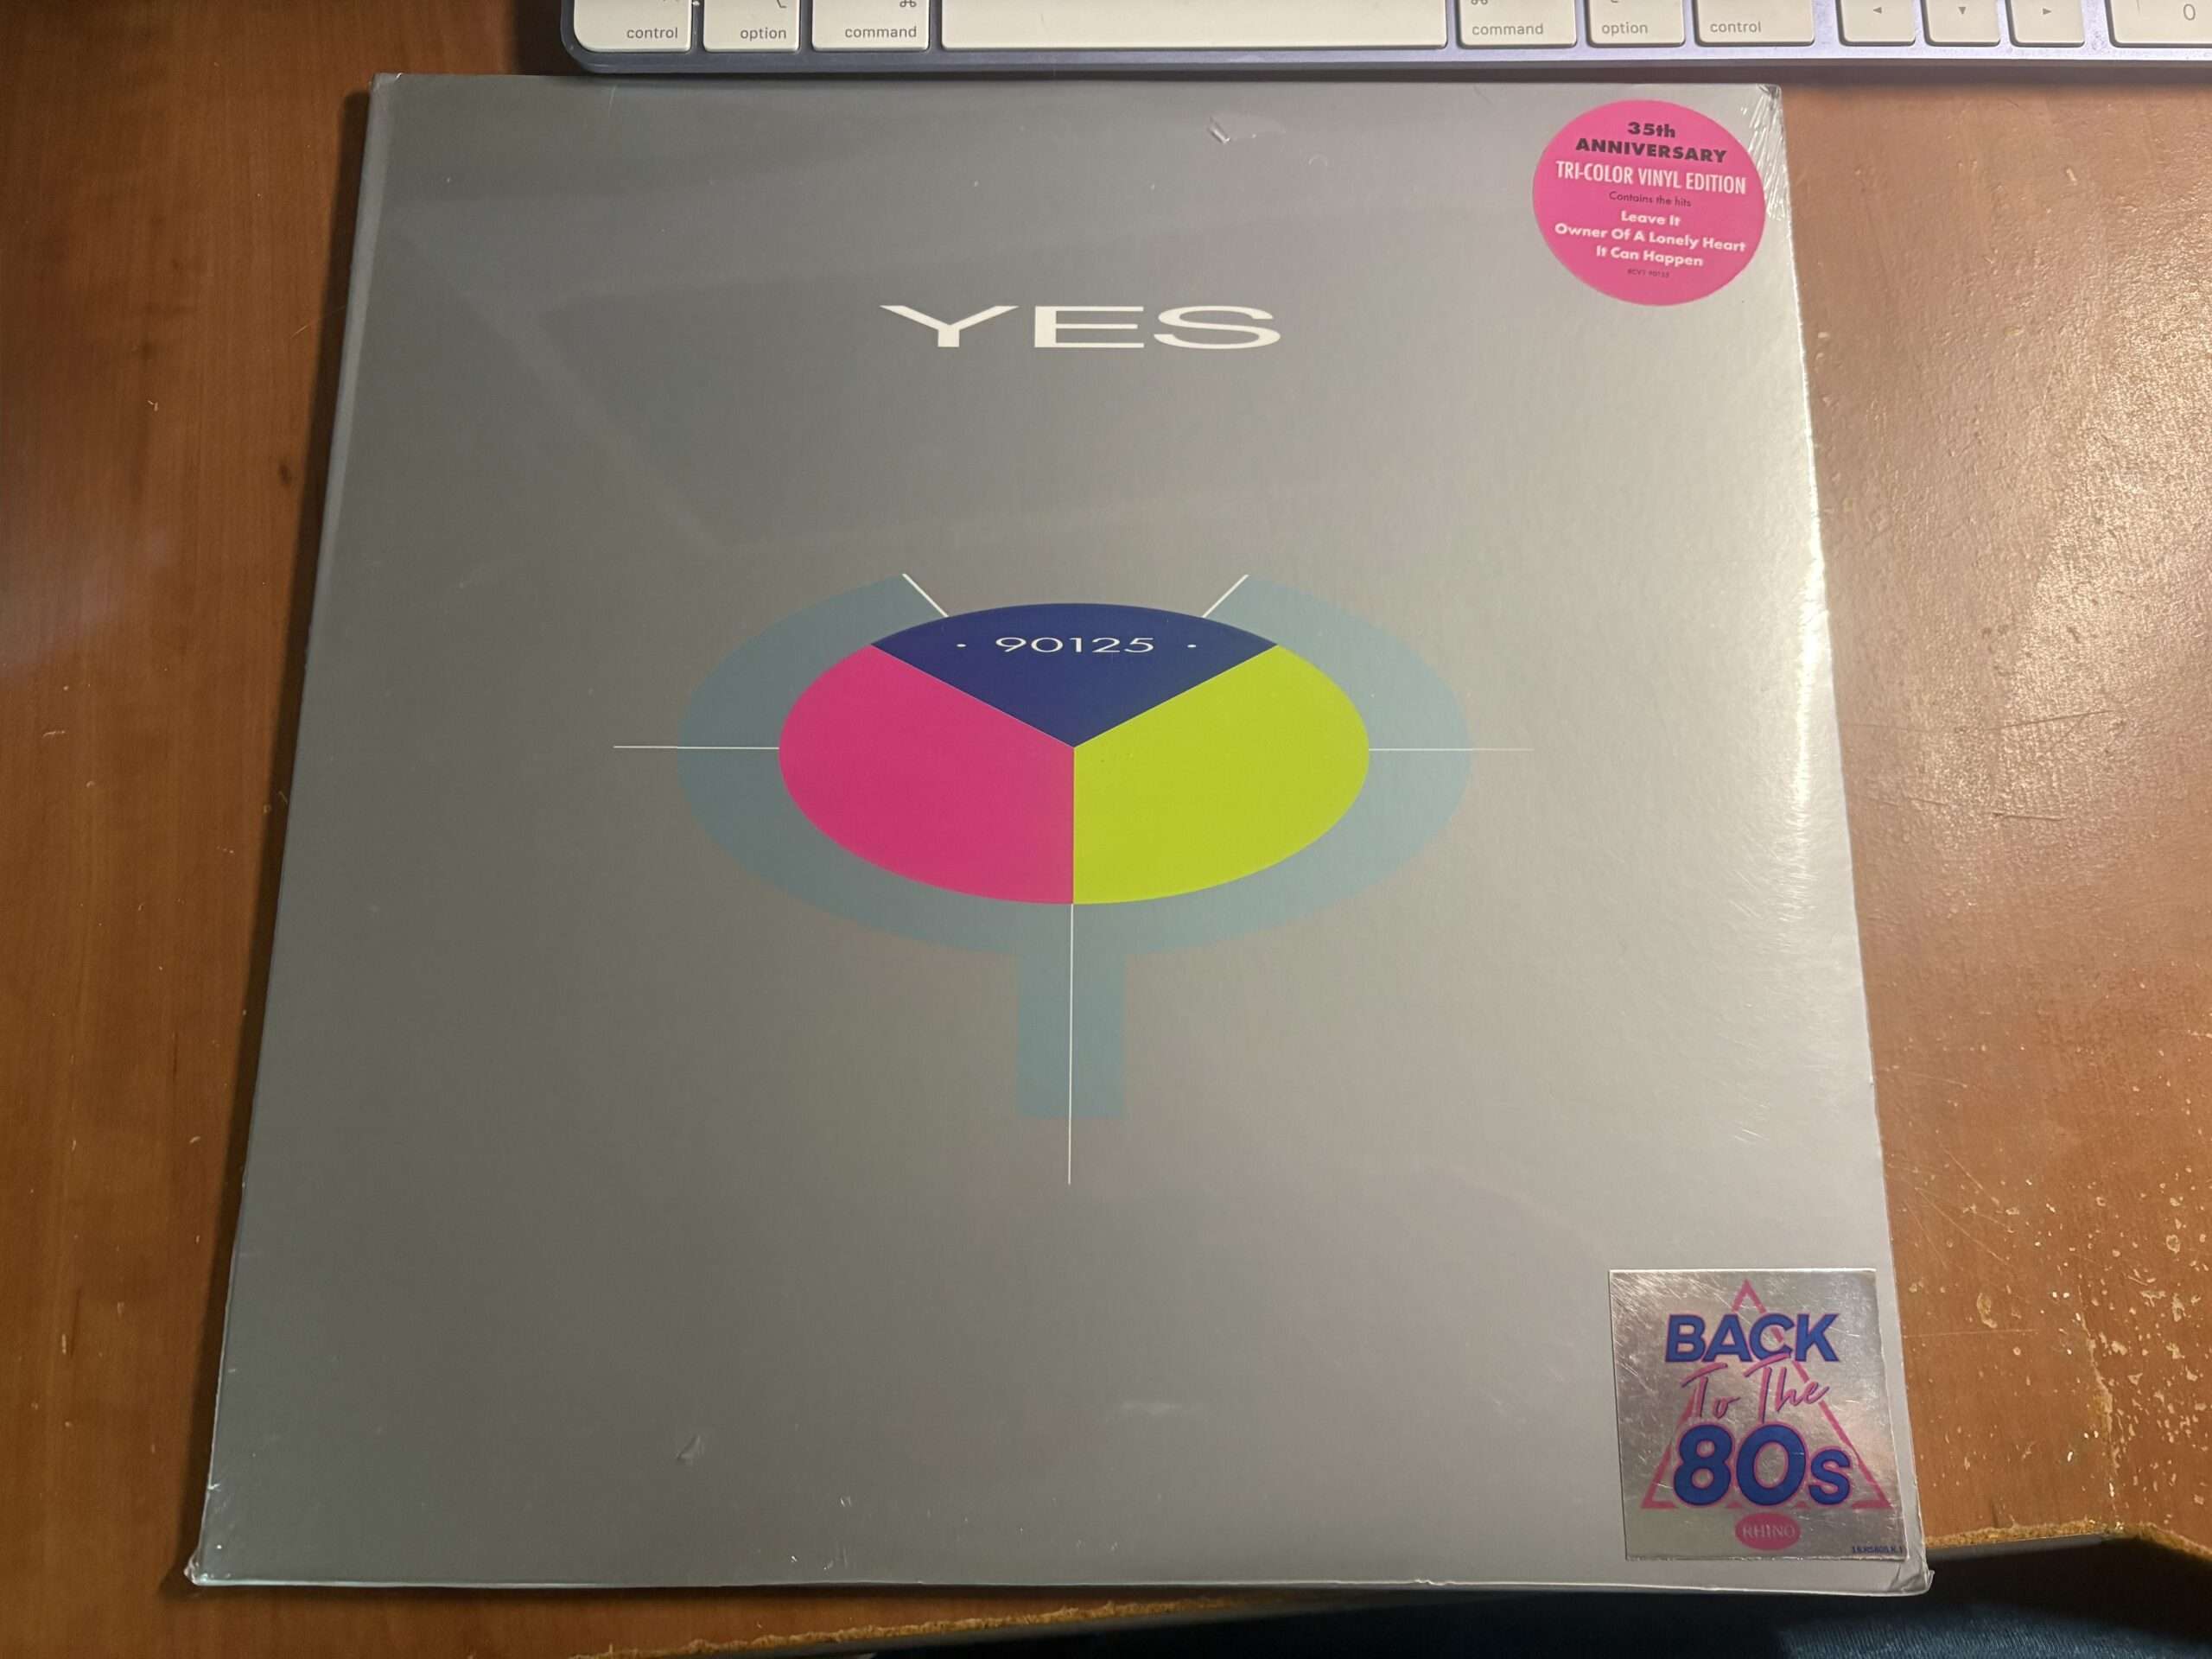 control
option
command
command
option
control
0
35th
ANNIVERSARY
TRI-COLOR VINYL EDITION
Contains the hits
Leave It
Owner Of A Lonely Heart
It Can Happen
YES
· 90125 ·
BACK
To The
80s
RHINO